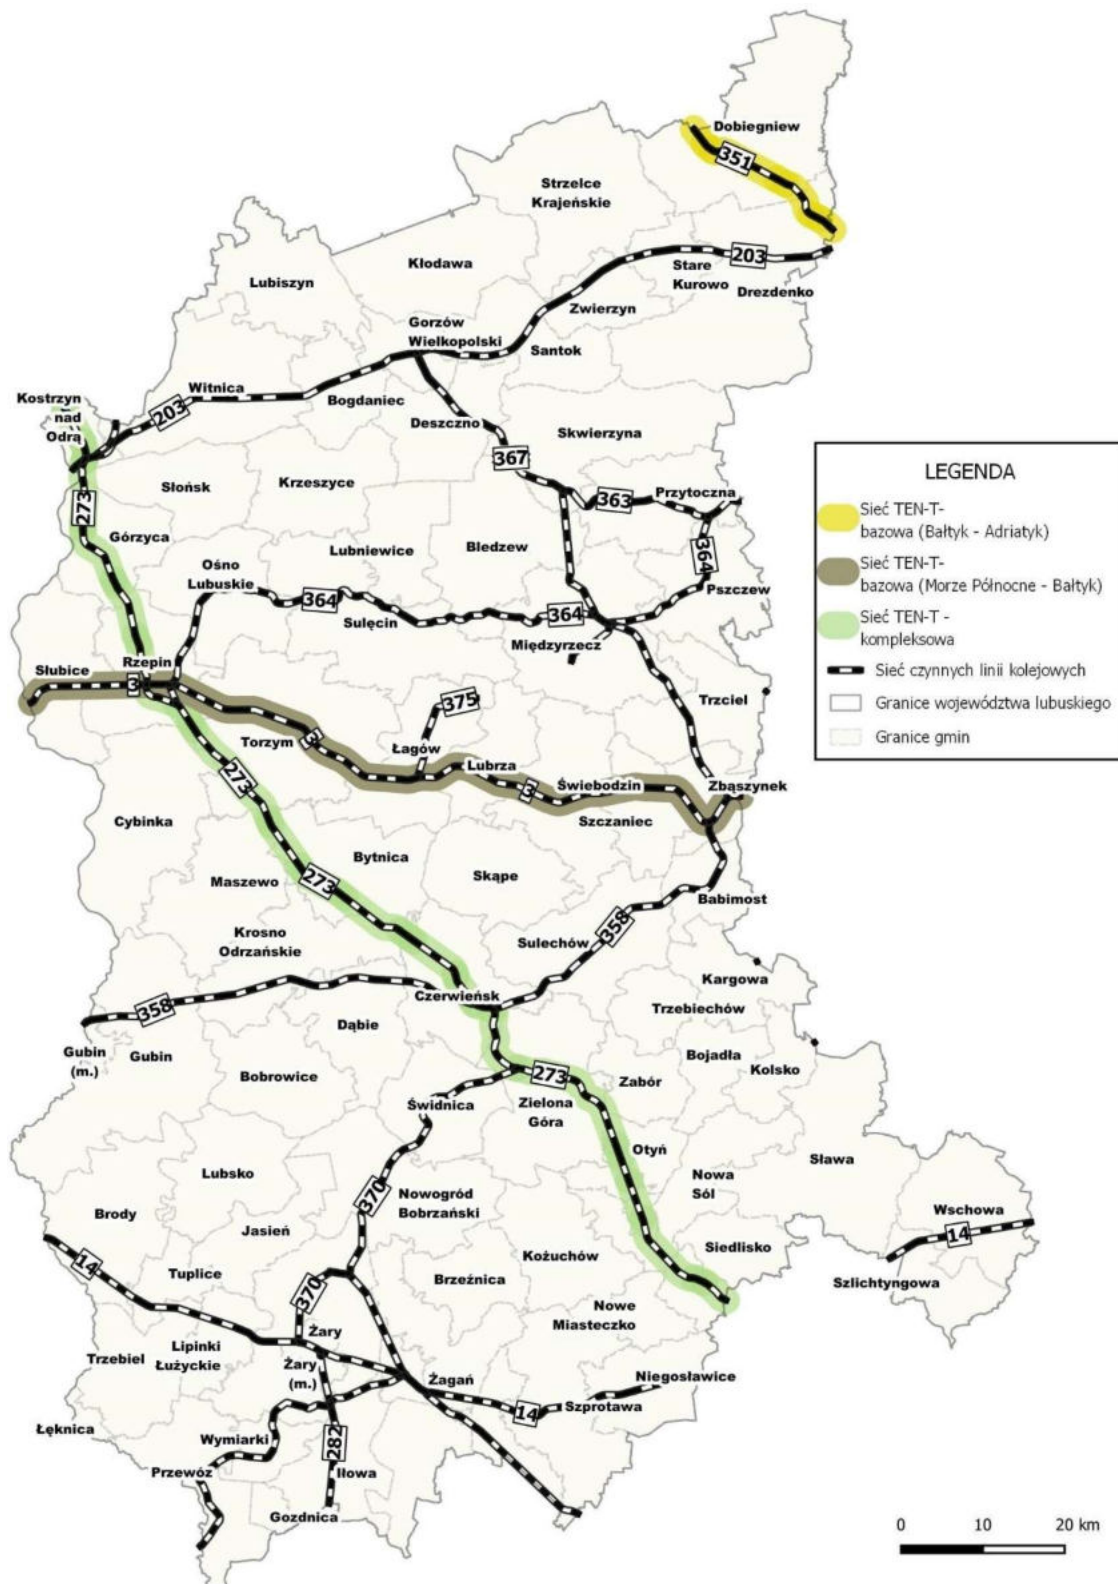 Dobiegniew
351
Strzelce
Krajeńskie
203
Kłodawa
Stare
Kurowo
Lubiszyn
Drezdenko
Zwierzyn
Gorzów
Wielkopolski
Santok
Witnica
Kostrzyn
nad
Odrą
203
Bogdaniec
Deszczno
Skwierzyna
367
LEGENDA
Sieć TEN-T-
bazowa (Bałtyk - Adriatyk)
Sieć TEN-T-
bazowa (Morze Północne - Bałtyk)
Sieć TEN-T -
kompleksowa
Sieć czynnych linii kolejowych
Granice województwa lubuskiego
Granice gmin
Słońsk
Krzeszyce
363
Przytoczna
273
Górzyca
Lubniewice
Bledzew
364
Ośno
Lubuskie
364
Sulęcin
364
Pszczew
Międzyrzecz
Rzepin
Słubice
3
375
Trzciel
Torzym
3
Łagów
Lubrza
3
Świebodzin
Zbąszynek
273
Szczaniec
Cybinka
Bytnica
Skąpe
Maszewo
273
Babimost
Krosno
Odrzańskie
Sulechów
358
Kargowa
Czerwieńsk
Trzebiechów
358
Gubin
(m.)
Gubin
Dąbie
Bojadła
Kolsko
Bobrowice
273
Zabór
Świdnica
Zielona
Góra
Otyń
Sława
Lubsko
Nowa
Sól
370
Nowogród
Bobrzański
Wschowa
Brody
Jasień
14
Siedlisko
Kożuchów
14
Tuplice
Brzeźnica
Szlichtyngowa
370
Nowe
Miasteczko
Żary
Trzebiel
Lipinki
Łużyckie
Żary
(m.)
Żagań
Niegosławice
14
Szprotawa
Łęknica
Wymiarki
282
Przewóz
Iłowa
Gozdnica
0 10 20 km